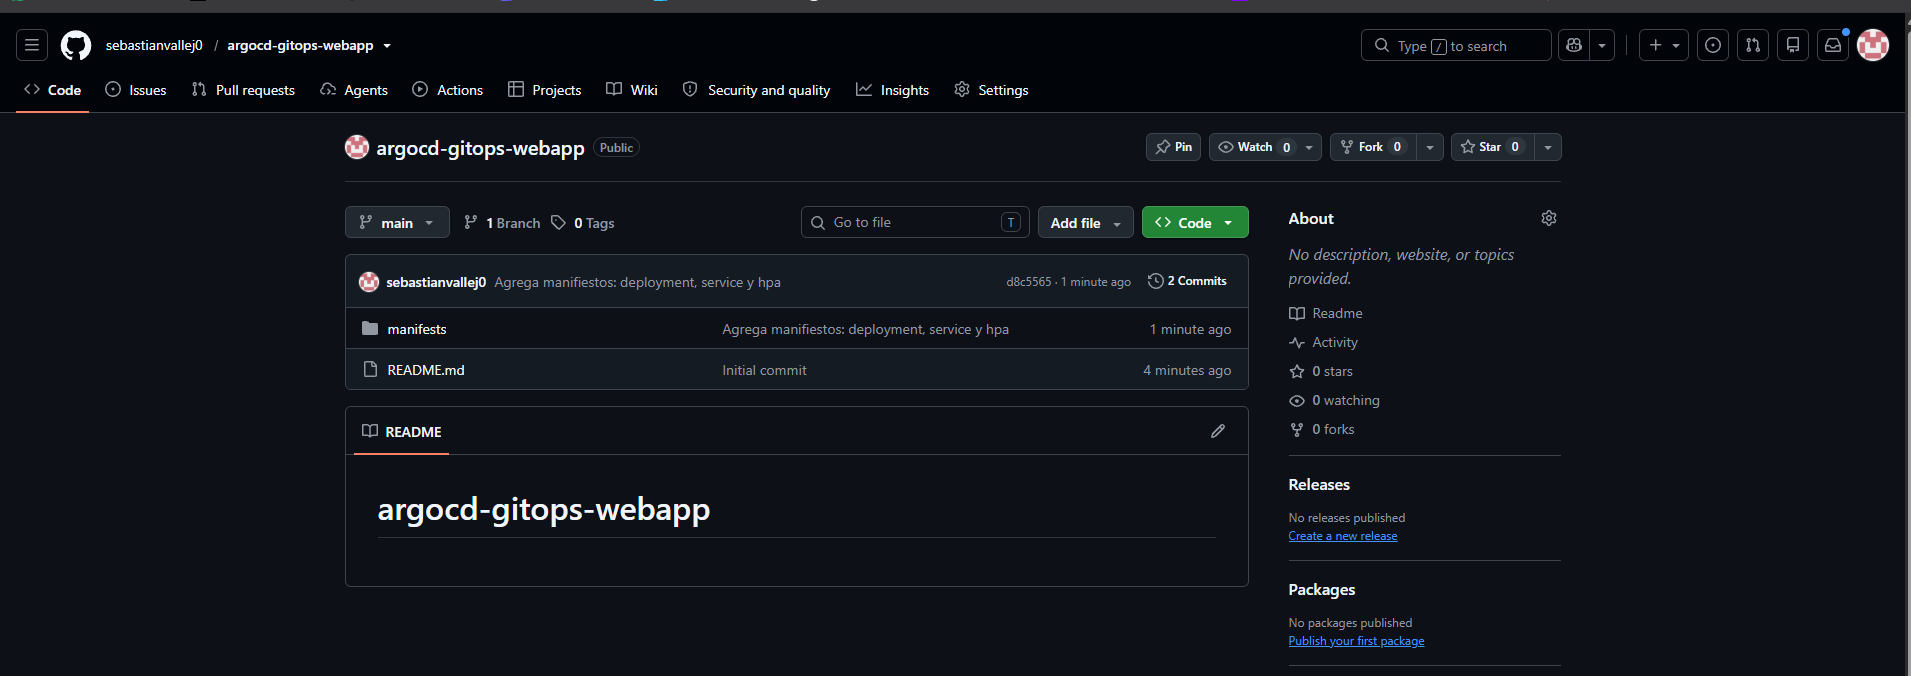 sebastianvallej0 / argocd-gitops-webapp
Type / to search
Code Issues Pull requests Agents Actions Projects Wiki Security and quality Insights Settings
argocd-gitops-webapp Public
Pin Watch 0 Fork 0 Star 0
main 1 Branch 0 Tags Go to file T Add file Code
sebastianvallej0 Agrega manifiestos: deployment, service y hpa d8c5565 · 1 minute ago 2 Commits
manifests Agrega manifiestos: deployment, service y hpa 1 minute ago
README.md Initial commit 4 minutes ago
README
argocd-gitops-webapp
About
No description, website, or topics
provided.
Readme
Activity
0 stars
0 watching
0 forks
Releases
No releases published
Create a new release
Packages
No packages published
Publish your first package